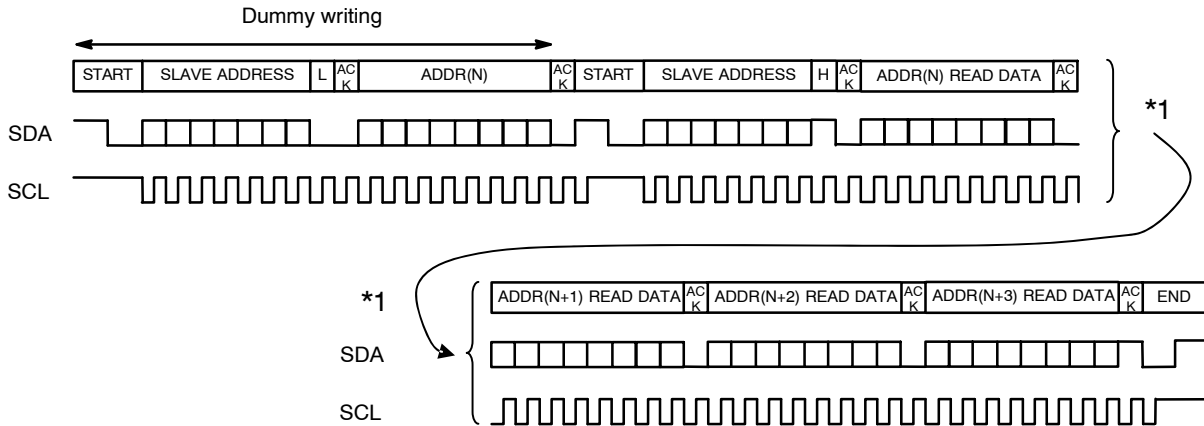 Dummy writing
START SLAVE ADDRESS L ACK ADDR(N) ACK START SLAVE ADDRESS H ACK ADDR(N) READ DATA ACK
*1
SDA
SCL
*1
ADDR(N+1) READ DATA ACK ADDR(N+2) READ DATA ACK ADDR(N+3) READ DATA ACK END
SDA
SCL